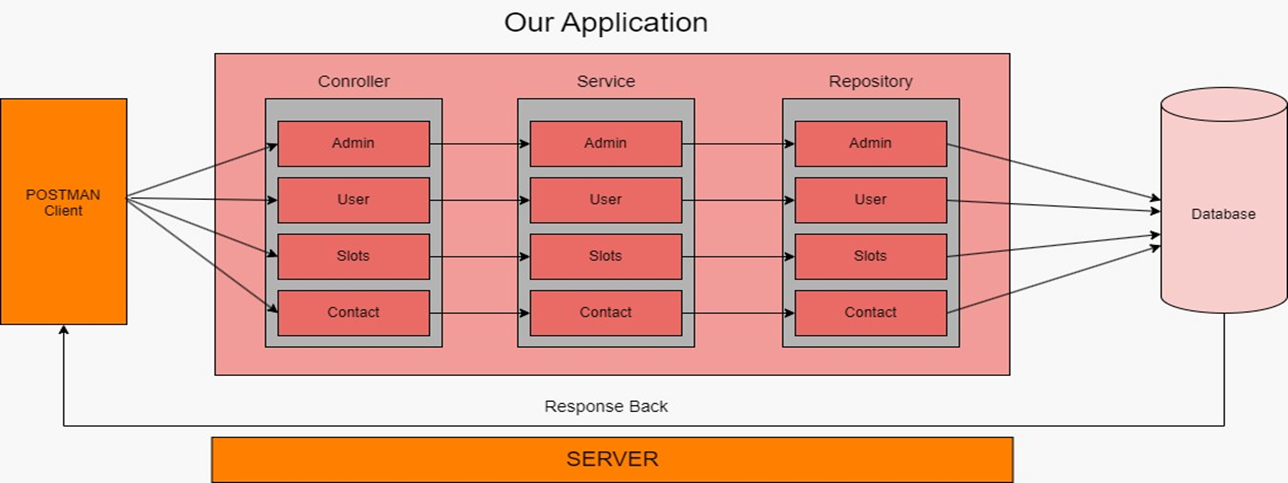 Our Application
Conroller
Service
Repository
POSTMAN
Client
Admin
Admin
Admin
User
User
User
Database
Slots
Slots
Slots
Contact
Contact
Contact
Response Back
SERVER